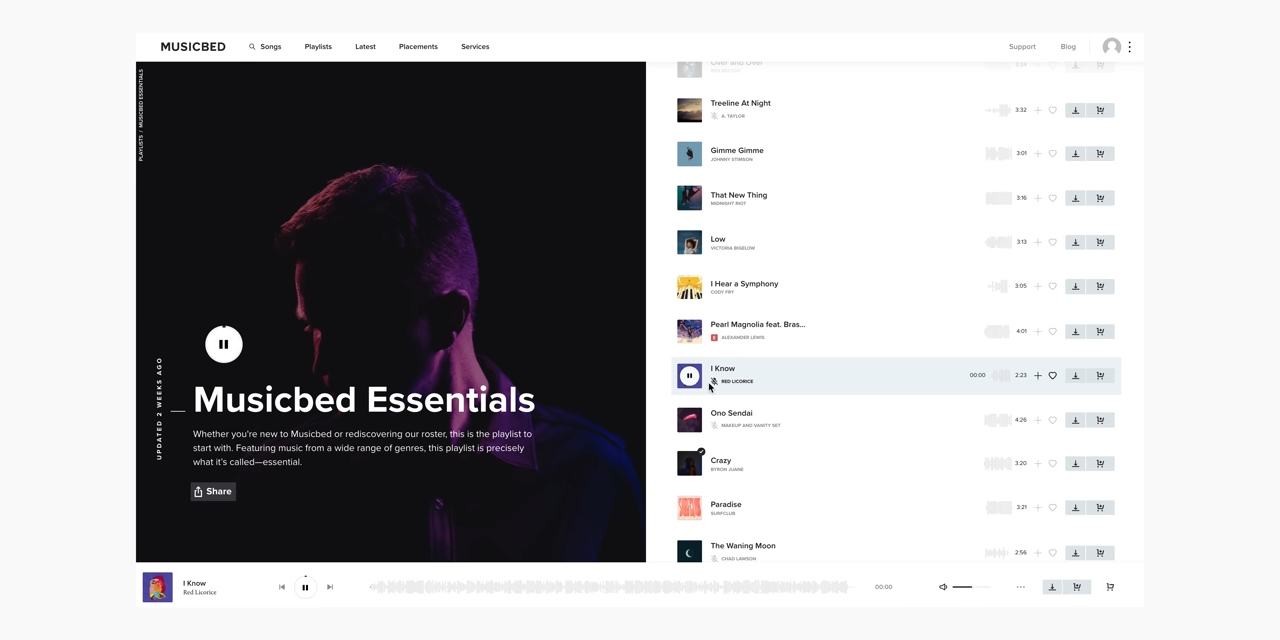 MUSICBED
Songs
Playlists
Latest
Placements
Services
Support
Blog
PLAYLISTS / MUSICBED ESSENTIALS
UPDATED 2 WEEKS AGO
Musicbed Essentials
Whether you're new to Musicbed or rediscovering our roster, this is the playlist to
start with. Featuring music from a wide range of genres, this playlist is precisely
what it's called—essential.
Share
Over and Over
Treeline At Night
A. TAYLOR
3:32
Gimme Gimme
JOHNNY STIMSON
3:01
That New Thing
MIDNIGHT RIOT
3:16
Low
VICTORIA BIGELOW
3:13
I Hear a Symphony
CODY FRY
3:05
Pearl Magnolia feat. Bras...
E ALEXANDER LEWIS
4:01
I Know
RED LICORICE
00:00
2:23
Ono Sendai
MAKEUP AND VANITY SET
4:26
Crazy
BYRON JUANE
3:20
Paradise
SURFCLUB
3:21
The Waning Moon
CHAD LAWSON
2:56
I Know
Red Licorice
00:00